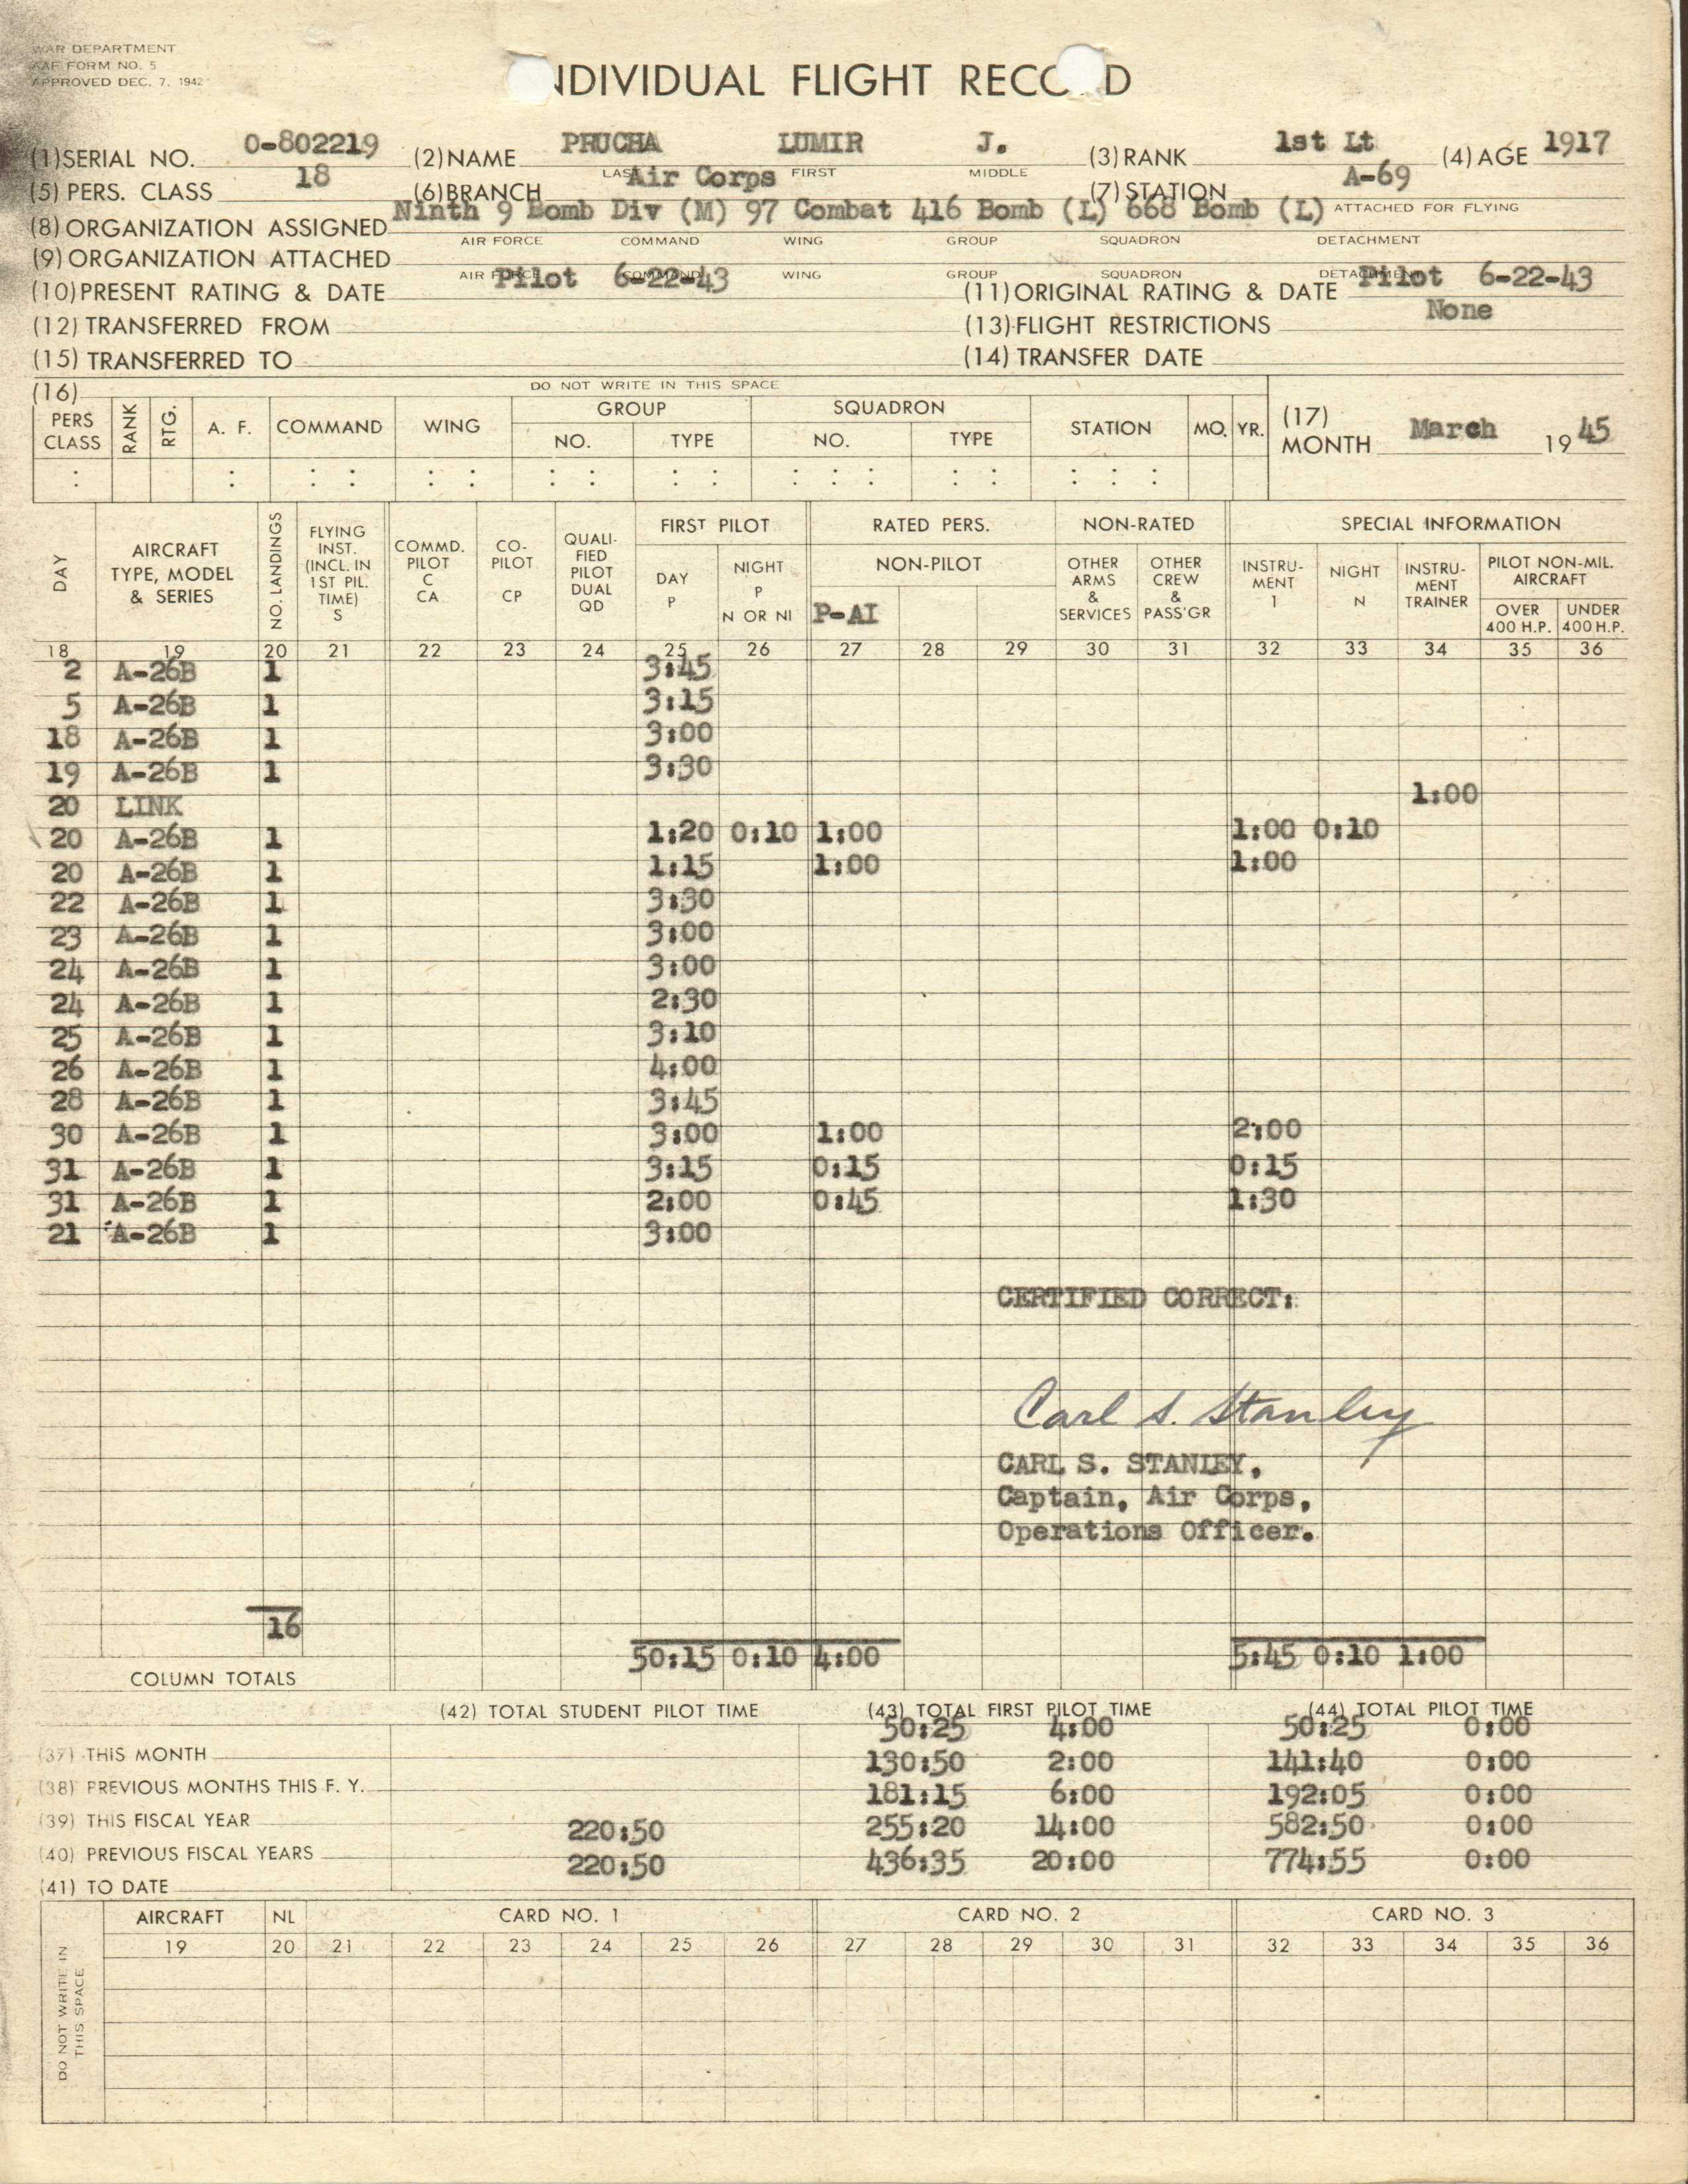 WAR DEPARTMENT
AAF FORM NO. 5
APPROVED DEC. 7, 1942
NDIVIDUAL FLIGHT REC D
(1) SERIAL NO. 0-802219 (2) NAME PRUCHA LUMIR J. (3) RANK 1st Lt (4) AGE 1917
LAST FIRST MIDDLE
(5) PERS. CLASS 18 (6) BRANCH Air Corps (7) STATION A-69
(8) ORGANIZATION ASSIGNED Ninth 9 Bomb Div (M) 97 Combat 416 Bomb (L) 668 Bomb (L) ATTACHED FOR FLYING
AIR FORCE COMMAND WING GROUP SQUADRON DETACHMENT
(9) ORGANIZATION ATTACHED
AIR FORCE COMMAND WING GROUP SQUADRON DETACHMENT
(10) PRESENT RATING & DATE Pilot 6-22-43 (11) ORIGINAL RATING & DATE Pilot 6-22-43
(12) TRANSFERRED FROM (13) FLIGHT RESTRICTIONS None
(15) TRANSFERRED TO (14) TRANSFER DATE
(16) DO NOT WRITE IN THIS SPACE
PERS CLASS RANK RTG. A. F. COMMAND WING GROUP NO. TYPE SQUADRON NO. TYPE STATION MO. YR. (17) MONTH March 1945
DAY AIRCRAFT TYPE, MODEL & SERIES NO. LANDINGS FLYING INST. (INCL. IN 1ST PIL. TIME) S COMMD. PILOT C CA CO-PILOT CP QUALI-FIED PILOT DUAL QD FIRST PILOT DAY P NIGHT P N OR NI RATED PERS. NON-PILOT P-AI NON-RATED OTHER ARMS & SERVICES OTHER CREW & PASS'GR SPECIAL INFORMATION INSTRU-MENT 1 NIGHT N INSTRU-MENT TRAINER PILOT NON-MIL. AIRCRAFT OVER 400 H.P. UNDER 400 H.P.
18 19 20 21 22 23 24 25 26 27 28 29 30 31 32 33 34 35 36
2 A-26B 1 3:45
5 A-26B 1 3:15
18 A-26B 1 3:00
19 A-26B 1 3:30
20 LINK 1:00
20 A-26B 1 1:20 0:10 1:00 1:00 0:10
20 A-26B 1 1:15 1:00 1:00
22 A-26B 1 3:30
23 A-26B 1 3:00
24 A-26B 1 3:00
24 A-26B 1 2:30
25 A-26B 1 3:10
26 A-26B 1 4:00
28 A-26B 1 3:45
30 A-26B 1 3:00 1:00 2:00
31 A-26B 1 3:15 0:15 0:15
31 A-26B 1 2:00 0:45 1:30
21 A-26B 1 3:00
CERTIFIED CORRECT:
Carl S. Stanley
CARL S. STANLEY,
Captain, Air Corps,
Operations Officer.
16
COLUMN TOTALS 50:15 0:10 4:00 5:45 0:10 1:00
(42) TOTAL STUDENT PILOT TIME (43) TOTAL FIRST PILOT TIME (44) TOTAL PILOT TIME
(37) THIS MONTH 50:25 4:00 50:25 0:00
(38) PREVIOUS MONTHS THIS F. Y. 130:50 2:00 141:40 0:00
(39) THIS FISCAL YEAR 181:15 6:00 192:05 0:00
(40) PREVIOUS FISCAL YEARS 220:50 255:20 14:00 582:50 0:00
(41) TO DATE 220:50 436:35 20:00 774:55 0:00
DO NOT WRITE IN THIS SPACE
AIRCRAFT NL CARD NO. 1 CARD NO. 2 CARD NO. 3
19 20 21 22 23 24 25 26 27 28 29 30 31 32 33 34 35 36